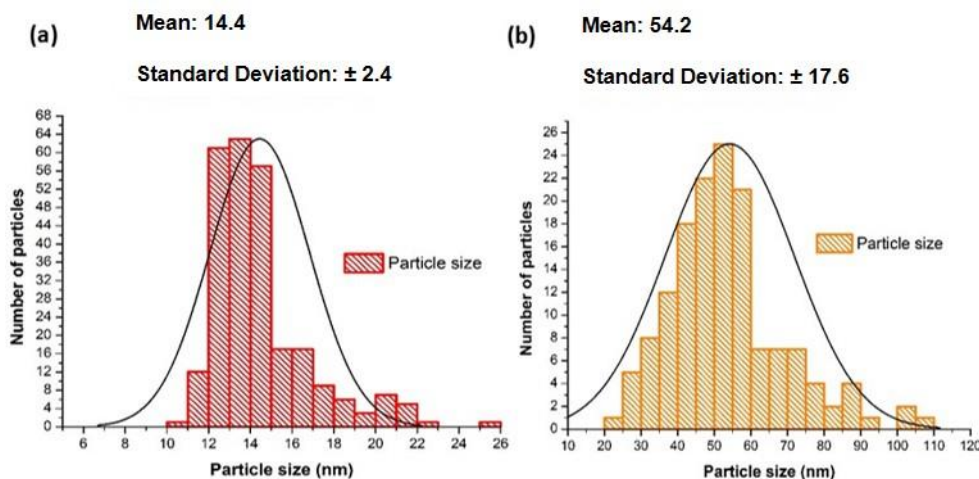 (a)
Mean: 14.4
Standard Deviation: ± 2.4
68
64
60
56
52
48
44
40
36
32
28
24
20
16
12
8
4
0
Number of particles
Particle size
6 8 10 12 14 16 18 20 22 24 26
Particle size (nm)
(b)
Mean: 54.2
Standard Deviation: ± 17.6
26
24
22
20
18
16
14
12
10
8
6
4
2
0
Number of particles
Particle size
10 20 30 40 50 60 70 80 90 100 110 120
Particle size (nm)